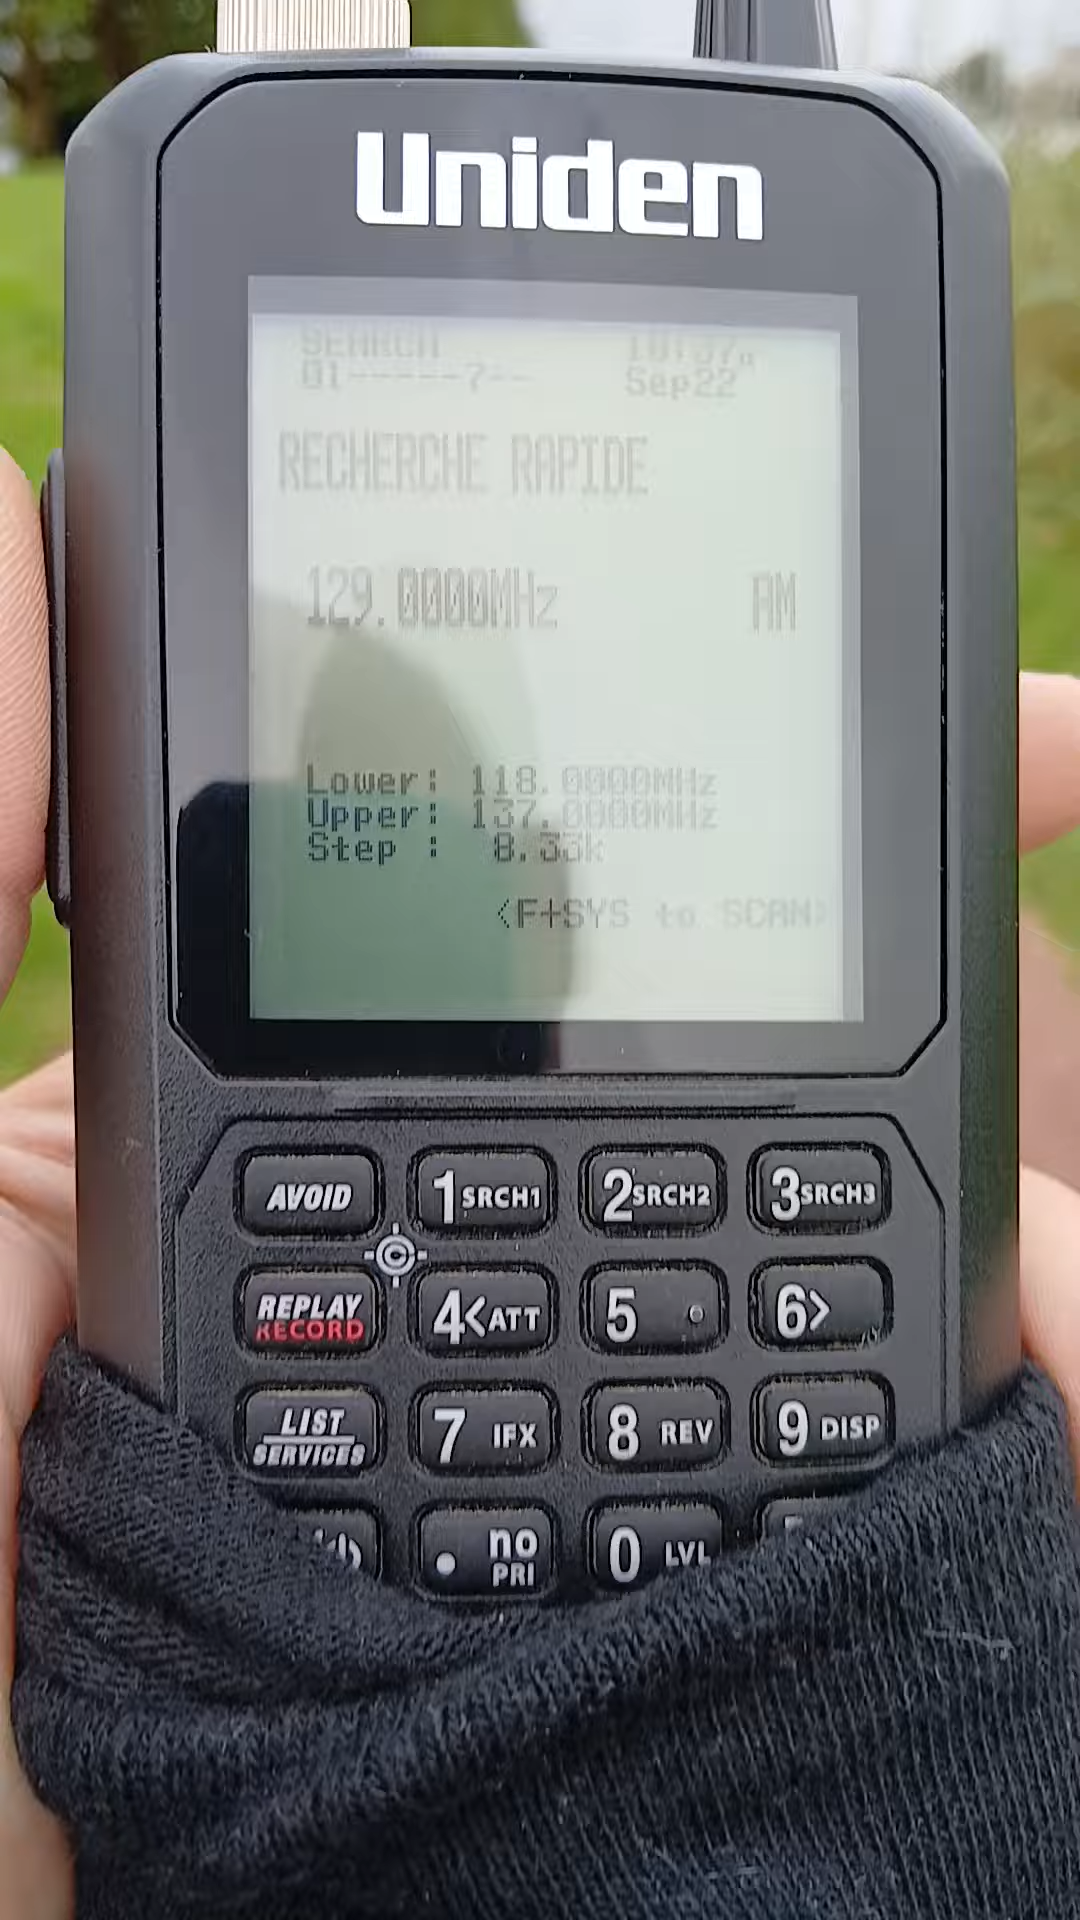 Uniden
SEARCH
01-----7-- Sep22
RECHERCHE RAPIDE
129.0000MHz AM
Lower: 118.0000MHz
Upper: 137.0000MHz
Step : 8.33k
<F+SYS to SCAN>
AVOID 1 SRCH1 2 SRCH2 3 SRCH3
REPLAY 4< ATT 5 6>
RECORD
LIST 7 IFX 8 REV 9 DISP
SERVICES
. no 0 LVL
PRI